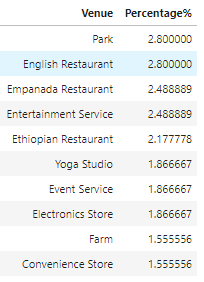 Venue Percentage%
Park 2.800000
English Restaurant 2.800000
Empanada Restaurant 2.488889
Entertainment Service 2.488889
Ethiopian Restaurant 2.177778
Yoga Studio 1.866667
Event Service 1.866667
Electronics Store 1.866667
Farm 1.555556
Convenience Store 1.555556